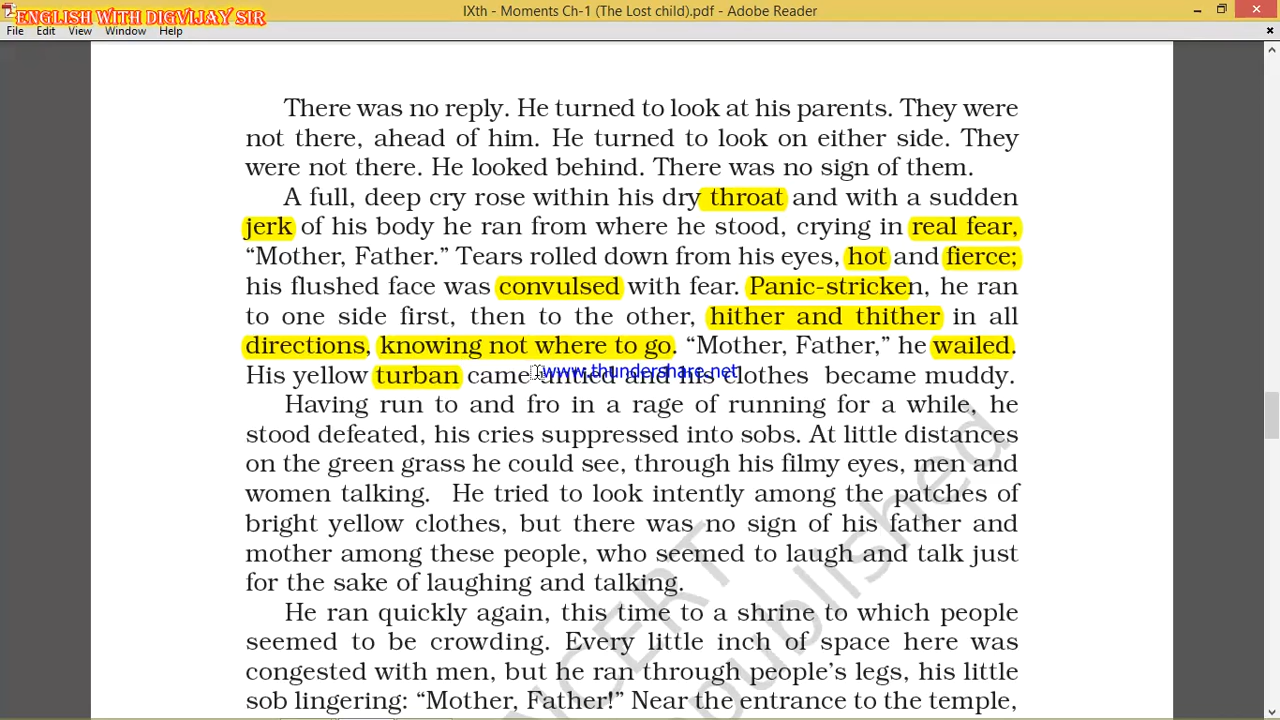 ENGLISH WITH DIGVIJAY SIR
IXth - Moments Ch-1 (The Lost child).pdf - Adobe Reader
File Edit View Window Help
There was no reply. He turned to look at his parents. They were
not there, ahead of him. He turned to look on either side. They
were not there. He looked behind. There was no sign of them.
A full, deep cry rose within his dry throat and with a sudden
jerk of his body he ran from where he stood, crying in real fear,
“Mother, Father.” Tears rolled down from his eyes, hot and fierce;
his flushed face was convulsed with fear. Panic-stricken, he ran
to one side first, then to the other, hither and thither in all
directions, knowing not where to go. “Mother, Father,” he wailed.
www.thundershare.net
His yellow turban came untied and his clothes became muddy.
Having run to and fro in a rage of running for a while, he
stood defeated, his cries suppressed into sobs. At little distances
on the green grass he could see, through his filmy eyes, men and
women talking. He tried to look intently among the patches of
bright yellow clothes, but there was no sign of his father and
mother among these people, who seemed to laugh and talk just
for the sake of laughing and talking.
He ran quickly again, this time to a shrine to which people
seemed to be crowding. Every little inch of space here was
congested with men, but he ran through people’s legs, his little
sob lingering: “Mother, Father!” Near the entrance to the temple,
NCERT
republished